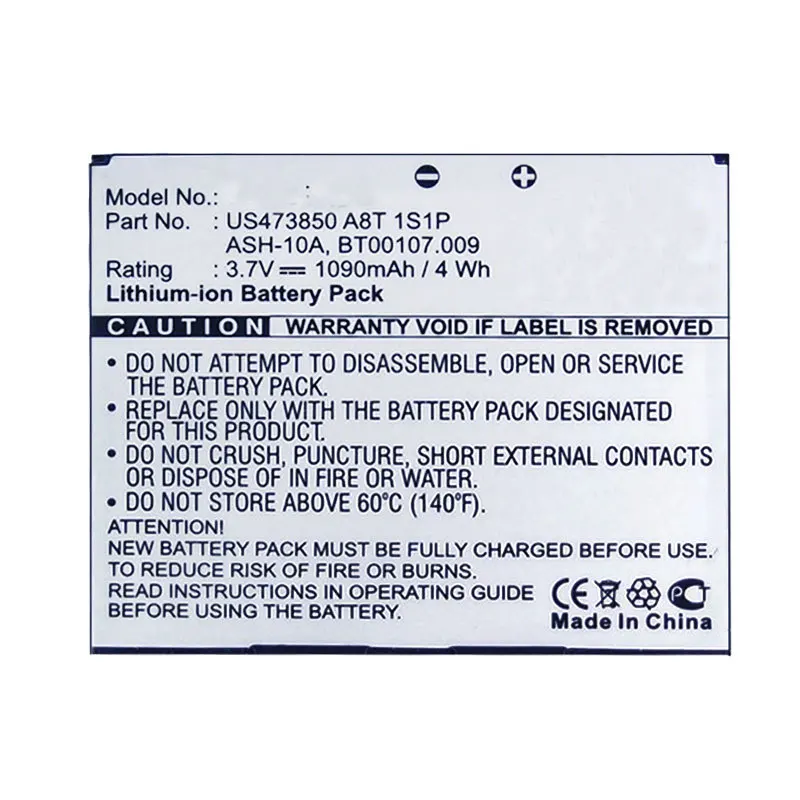 Model No.: :
Part No. : US473850 A8T 1S1P
ASH-10A, BT00107.009
Rating : 3.7V 1090mAh / 4 Wh
Lithium-ion Battery Pack
CAUTION WARRANTY VOID IF LABEL IS REMOVED
• DO NOT ATTEMPT TO DISASSEMBLE, OPEN OR SERVICE
THE BATTERY PACK.
• REPLACE ONLY WITH THE BATTERY PACK DESIGNATED
FOR THIS PRODUCT.
• DO NOT CRUSH, PUNCTURE, SHORT EXTERNAL CONTACTS
OR DISPOSE OF IN FIRE OR WATER.
• DO NOT STORE ABOVE 60°C (140°F).
ATTENTION!
NEW BATTERY PACK MUST BE FULLY CHARGED BEFORE USE.
TO REDUCE RISK OF FIRE OR BURNS.
READ INSTRUCTIONS IN OPERATING GUIDE
BEFORE USING THE BATTERY.
CE PCT
Made In China